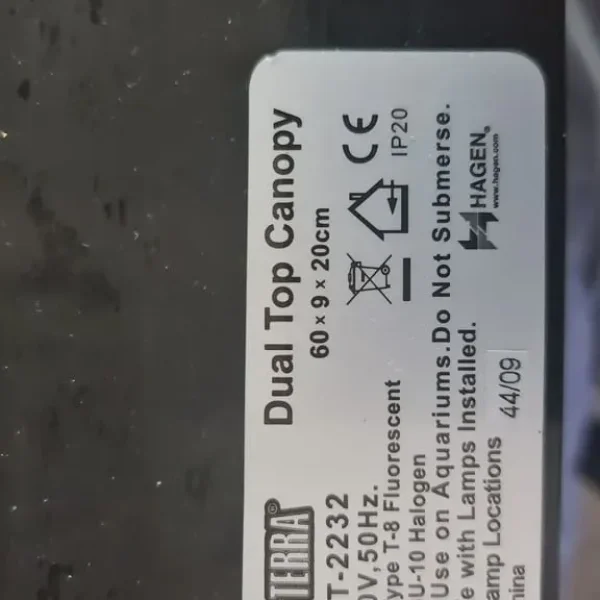 TERRA®
Dual Top Canopy
T-2232
60 x 9 x 20cm
0V,50Hz.
ype T-8 Fluorescent
CE
U-10 Halogen
IP20
Use on Aquariums.Do Not Submerse.
e with Lamps Installed.
HAGEN®
www.hagen.com
amp Locations
44/09
hina